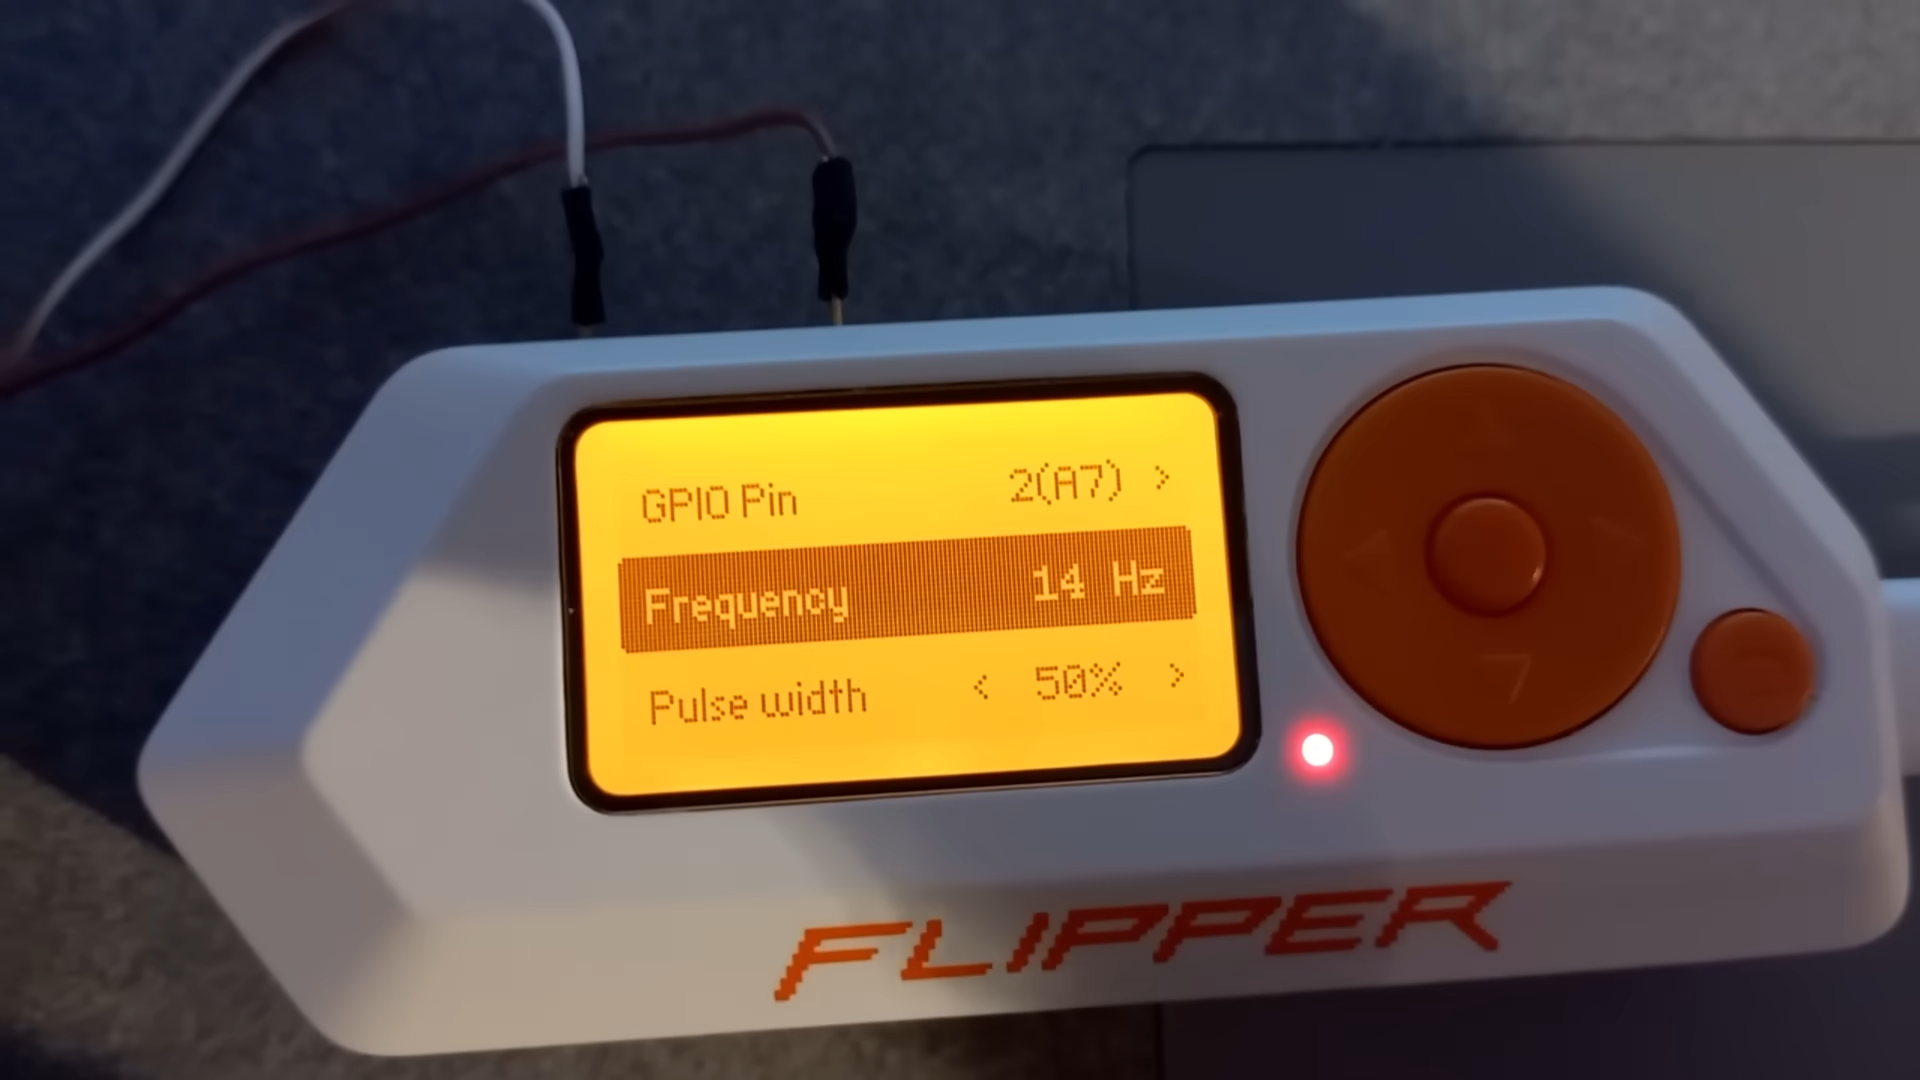 GPIO Pin 2(A7) >
Frequency 14 Hz
Pulse width < 50% >
FLIPPER